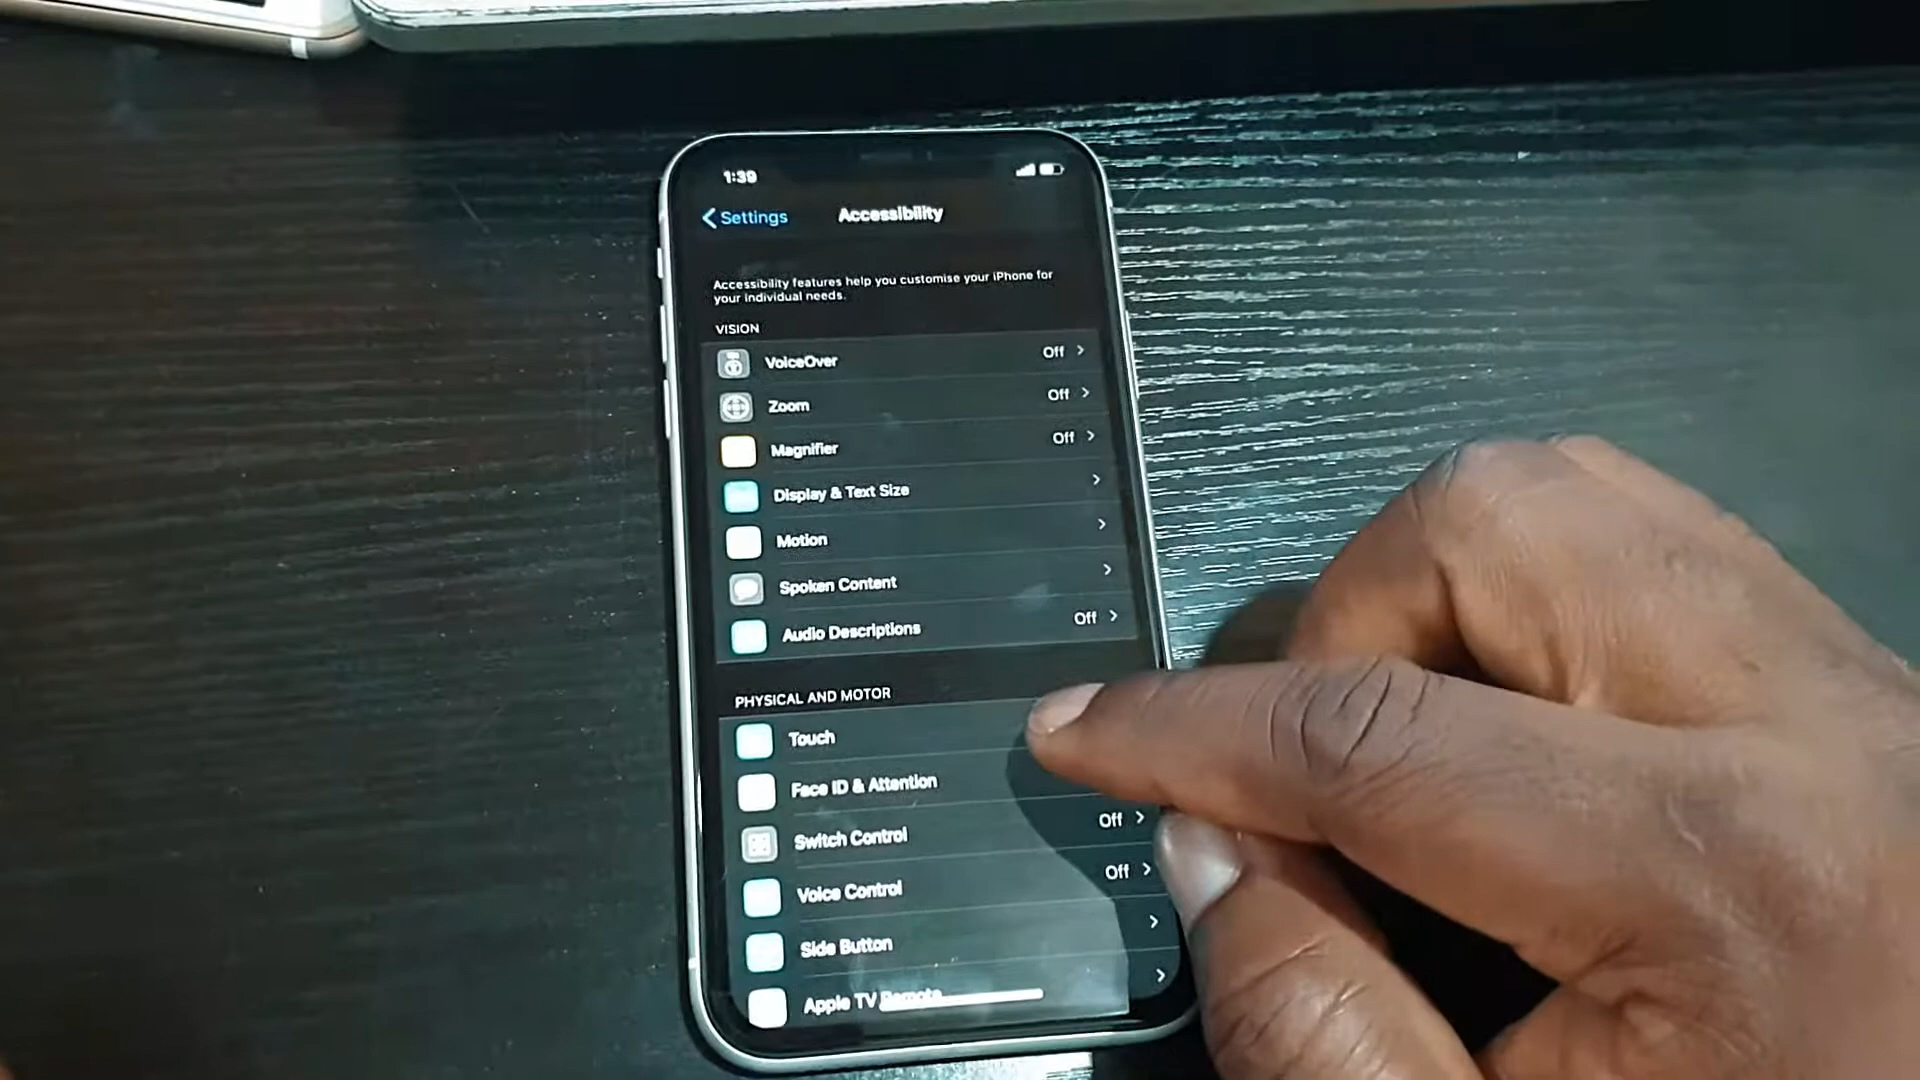 1:39
Settings
Accessibility
Accessibility features help you customise your iPhone for
your individual needs.
VISION
VoiceOver Off
Zoom Off
Magnifier Off
Display & Text Size
Motion
Spoken Content
Audio Descriptions Off
PHYSICAL AND MOTOR
Touch
Face ID & Attention
Switch Control Off
Voice Control Off
Side Button
Apple TV Remote